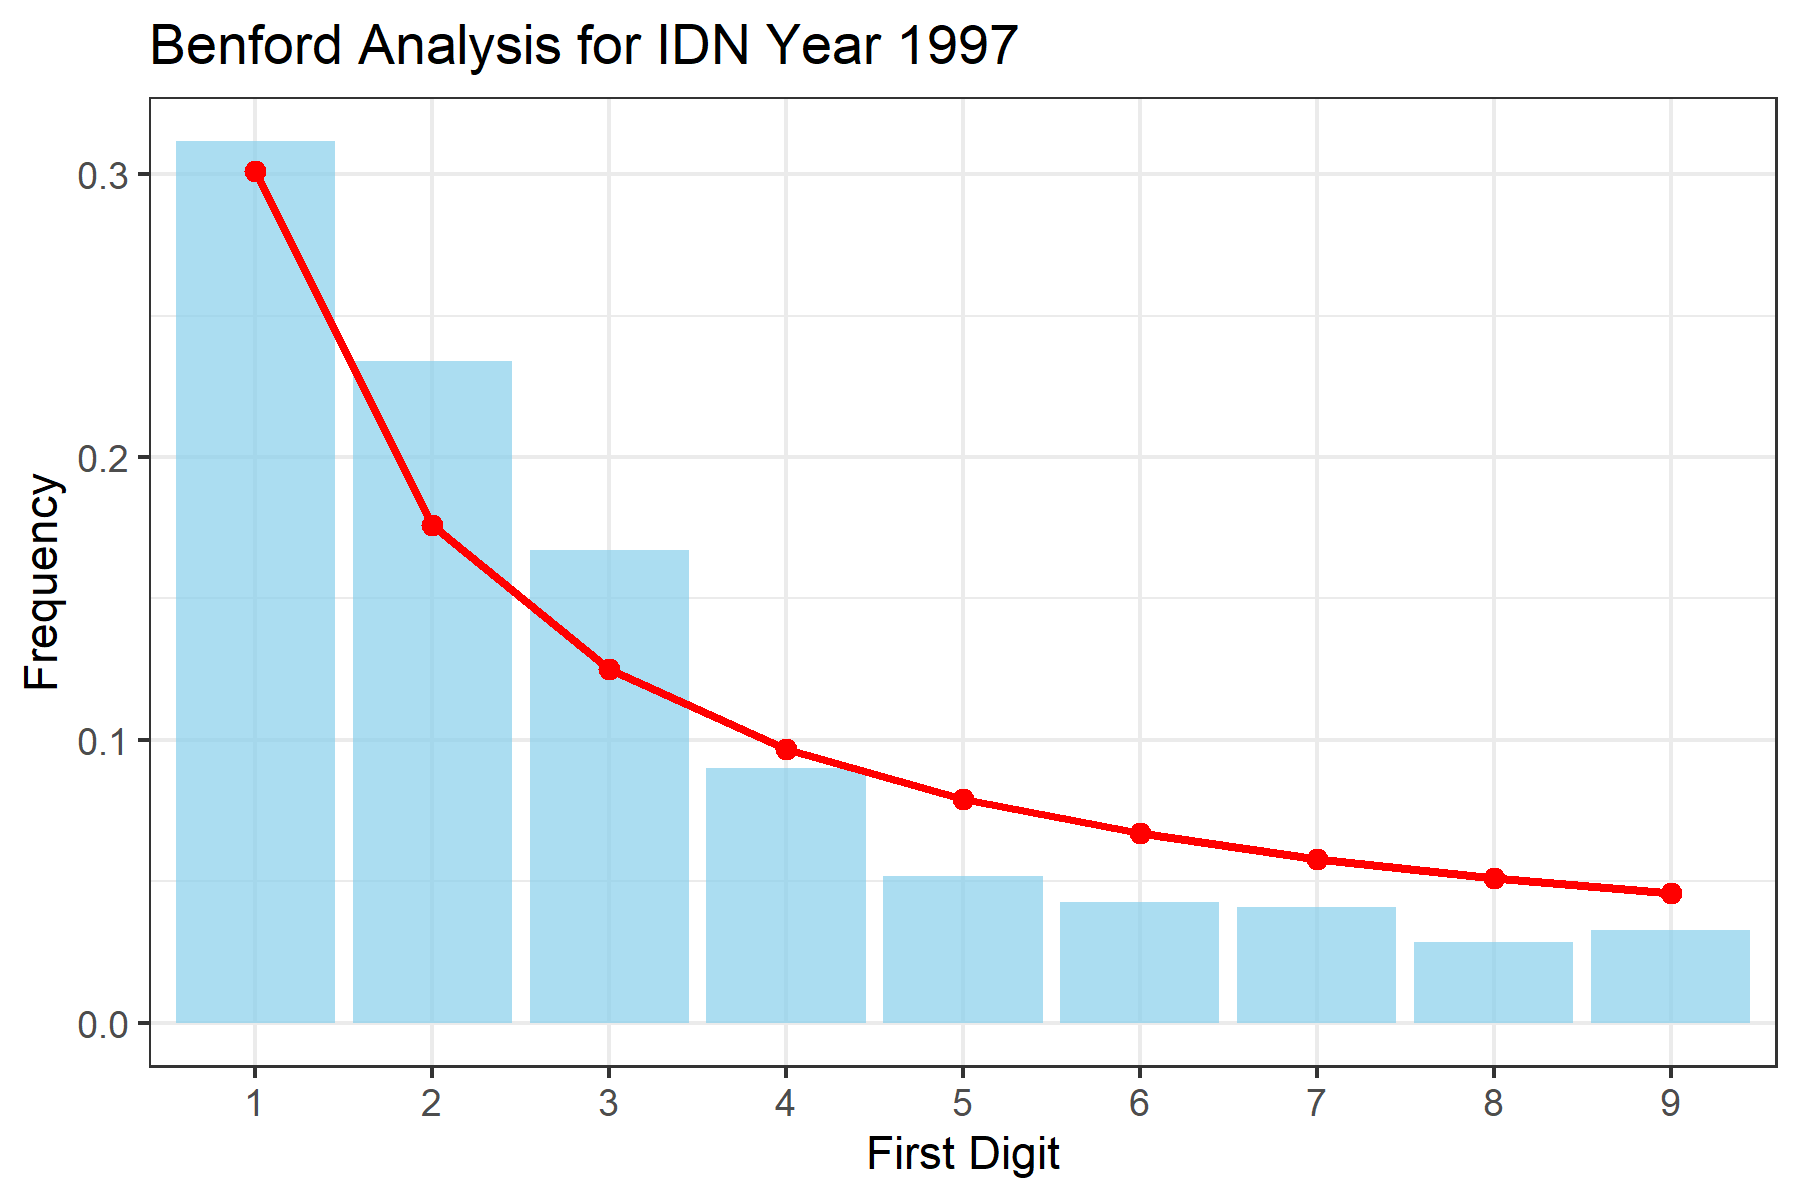 Benford Analysis for IDN Year 1997
Frequency
0.3
0.2
0.1
0.0
1 2 3 4 5 6 7 8 9
First Digit